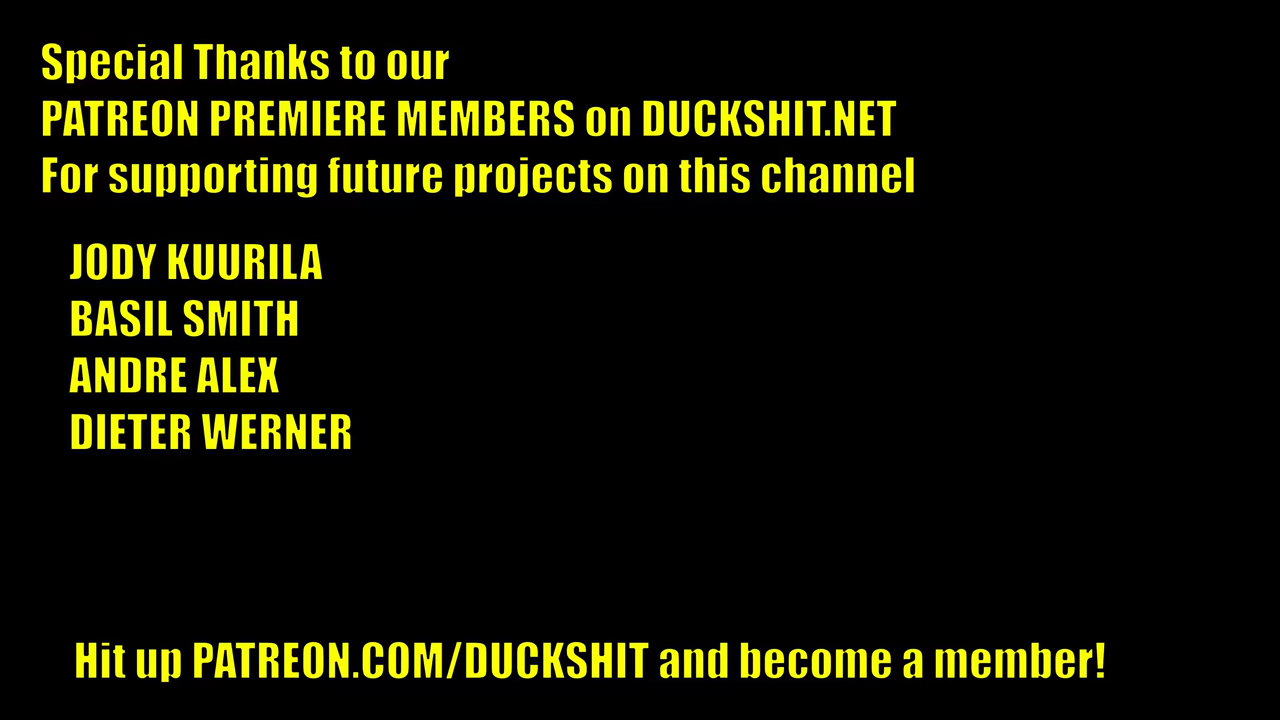 Special Thanks to our
PATREON PREMIERE MEMBERS on DUCKSHIT.NET
For supporting future projects on this channel
JODY KUURILA
BASIL SMITH
ANDRE ALEX
DIETER WERNER
Hit up PATREON.COM/DUCKSHIT and become a member!